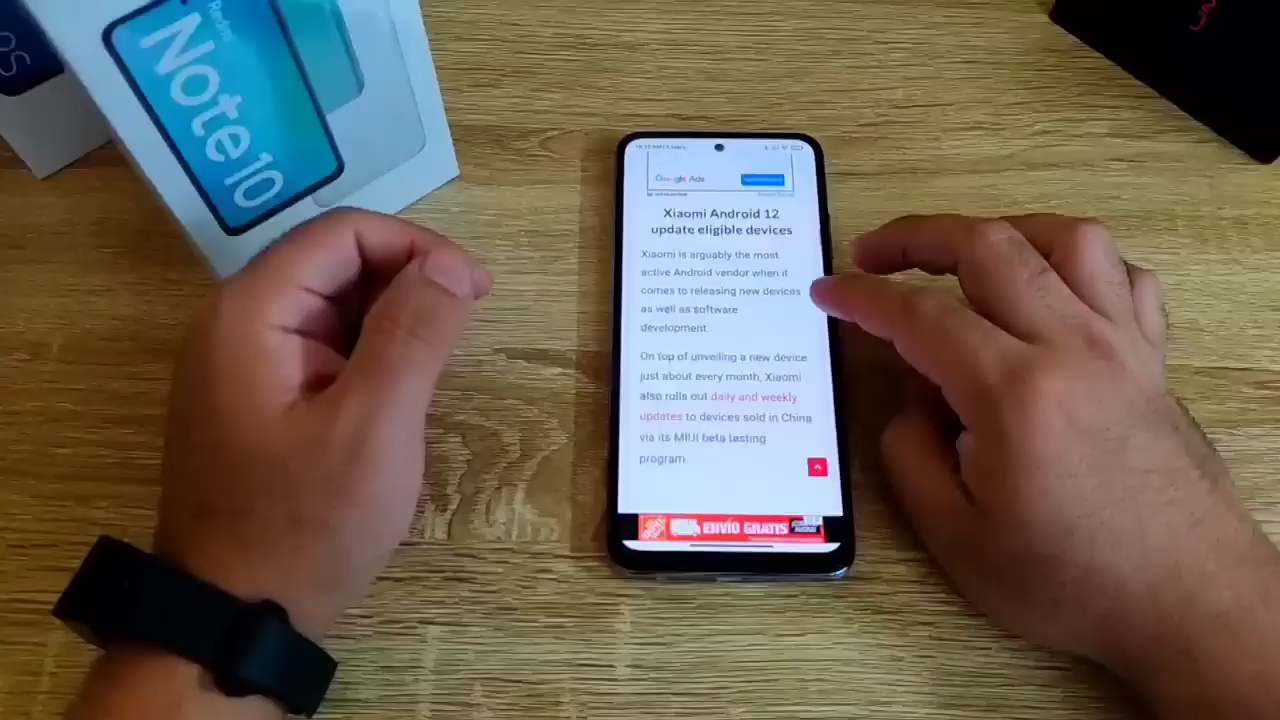 Redmi
Note 10
Google Ads
Xiaomi Android 12
update eligible devices
Xiaomi is arguably the most
active Android vendor when it
comes to releasing new devices
as well as software
development.
On top of unveiling a new device
just about every month, Xiaomi
also rolls out daily and weekly
updates to devices sold in China
via its MIUI beta testing
program.
ENVÍO GRATIS